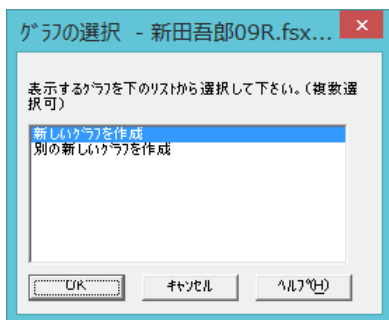 ｸﾞﾗﾌの選択 - 新田吾郎09R.fsx...
表示するｸﾞﾗﾌを下のﾘｽﾄから選択して下さい。(複数選
択可)
新しいｸﾞﾗﾌを作成
別の新しいｸﾞﾗﾌを作成
OK ｷｬﾝｾﾙ ﾍﾙﾌﾟ(H)